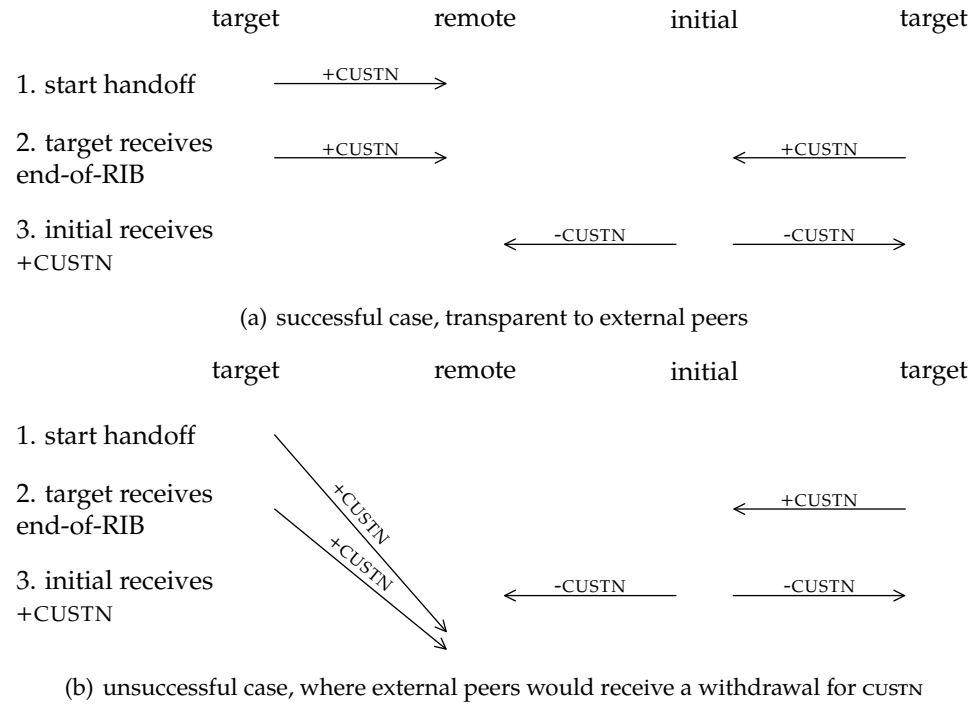 target remote initial target
1. start handoff +CUSTN
2. target receives +CUSTN +CUSTN
end-of-RIB
3. initial receives -CUSTN -CUSTN
+CUSTN
(a) successful case, transparent to external peers
target remote initial target
1. start handoff
+CUSTN
2. target receives +CUSTN
end-of-RIB
+CUSTN
3. initial receives -CUSTN -CUSTN
+CUSTN
(b) unsuccessful case, where external peers would receive a withdrawal for CUSTN